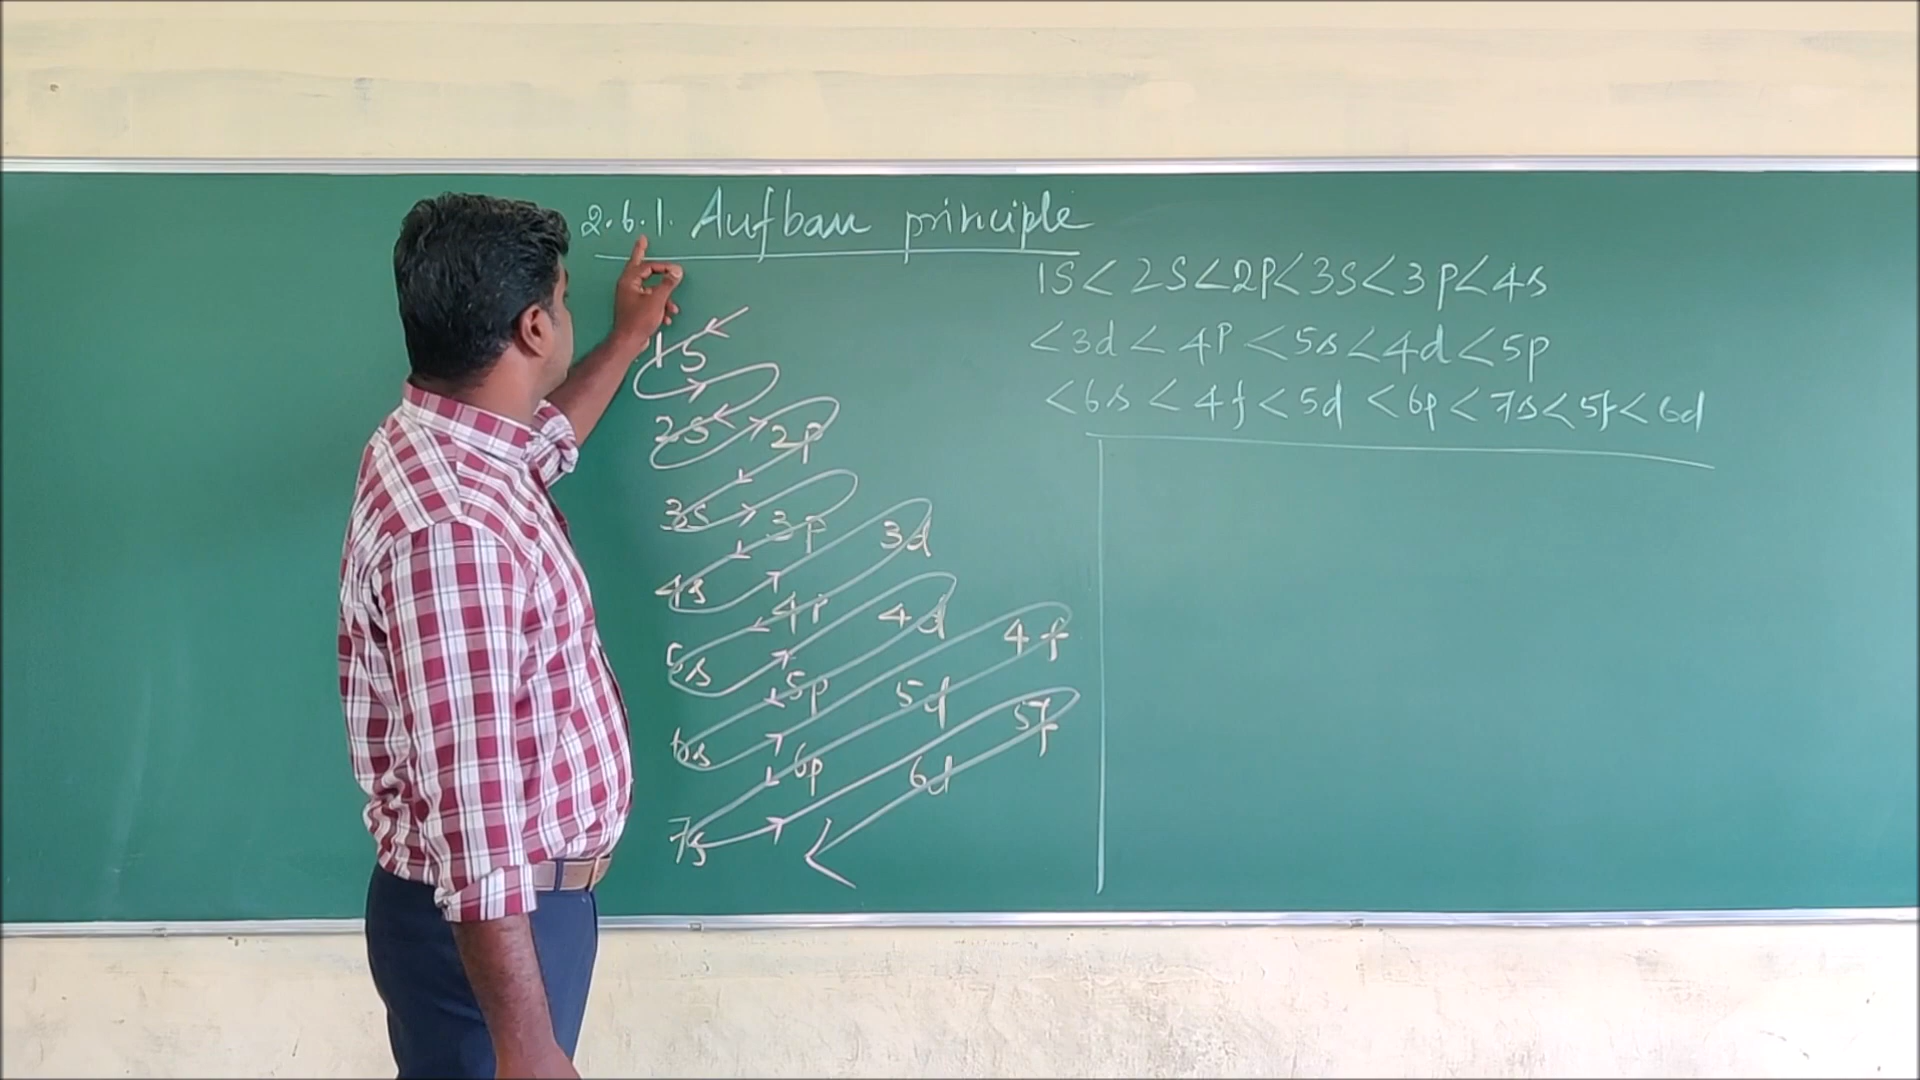 2.6.1. Aufbau principle
1s< 2s<2p<3s<3p<4s
<3d< 4p <5s<4d<5p
<6s <4f<5d <6p<7s<5f<6d
1s
2s 2p
3s 3p 3d
4s 4p 4d 4f
5s 5p 5d 5f
6s 6p 6d
7s